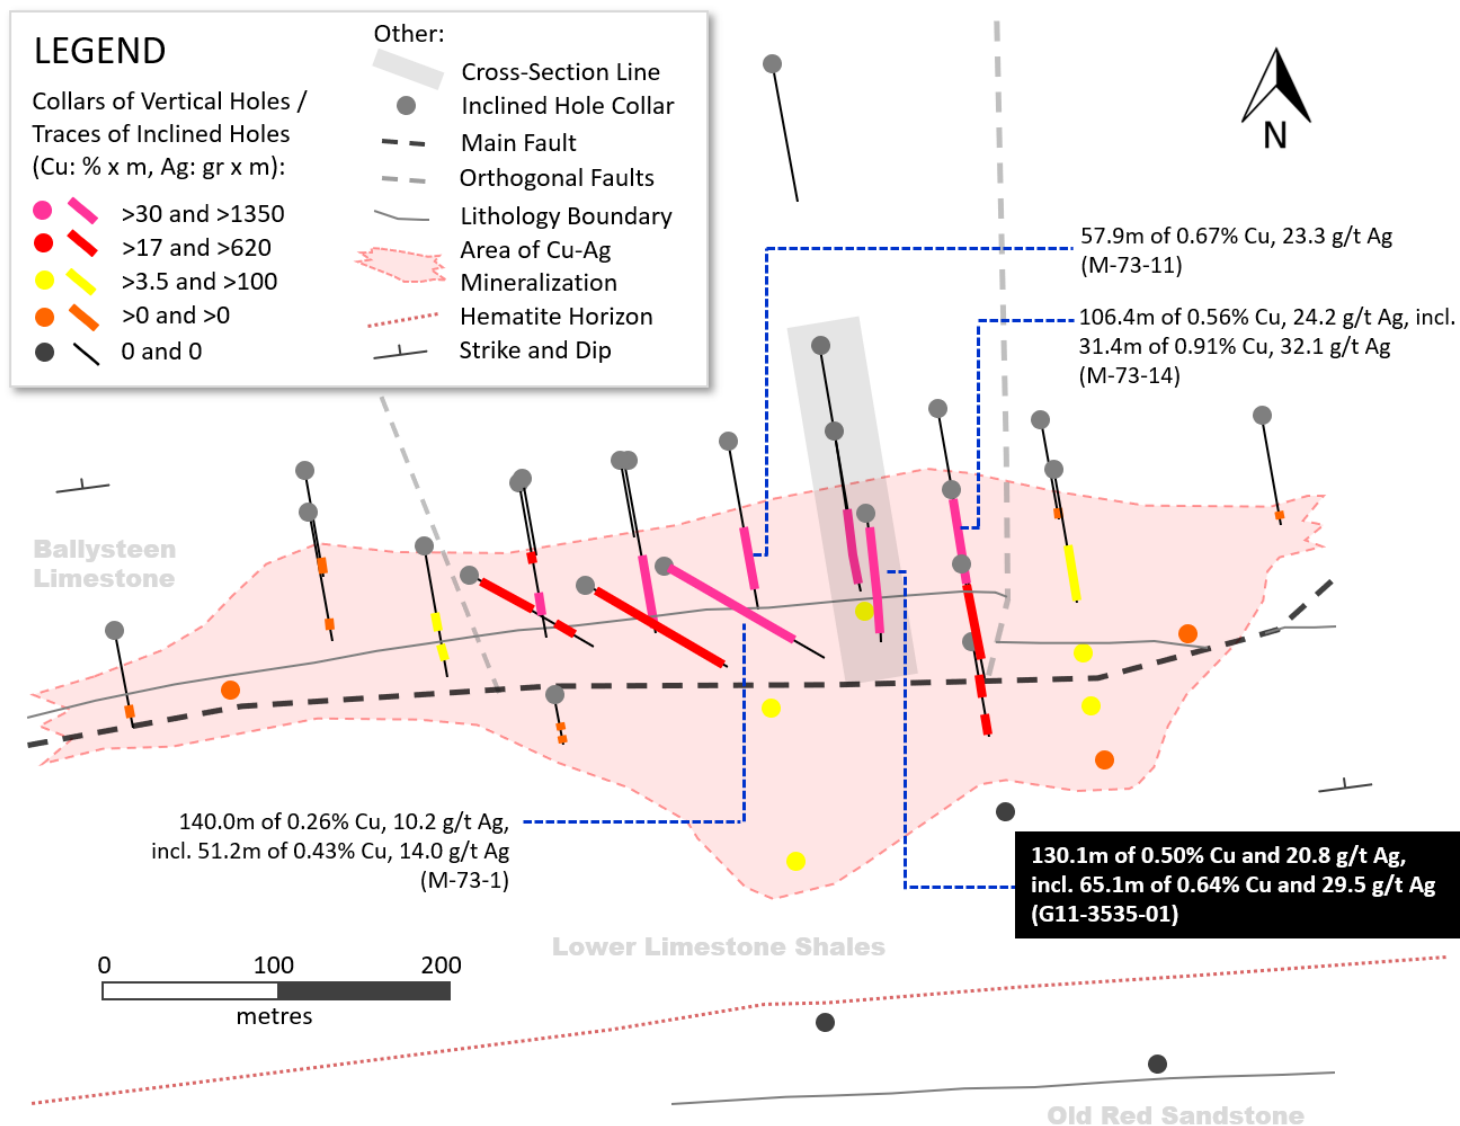 LEGEND
Collars of Vertical Holes /
Traces of Inclined Holes
(Cu: % x m, Ag: gr x m):
>30 and >1350
>17 and >620
>3.5 and >100
>0 and >0
0 and 0
Other:
Cross-Section Line
Inclined Hole Collar
Main Fault
Orthogonal Faults
Lithology Boundary
Area of Cu-Ag
Mineralization
Hematite Horizon
Strike and Dip
N
57.9m of 0.67% Cu, 23.3 g/t Ag
(M-73-11)
106.4m of 0.56% Cu, 24.2 g/t Ag, incl.
31.4m of 0.91% Cu, 32.1 g/t Ag
(M-73-14)
Ballysteen
Limestone
140.0m of 0.26% Cu, 10.2 g/t Ag,
incl. 51.2m of 0.43% Cu, 14.0 g/t Ag
(M-73-1)
130.1m of 0.50% Cu and 20.8 g/t Ag,
incl. 65.1m of 0.64% Cu and 29.5 g/t Ag
(G11-3535-01)
Lower Limestone Shales
0 100 200
metres
Old Red Sandstone